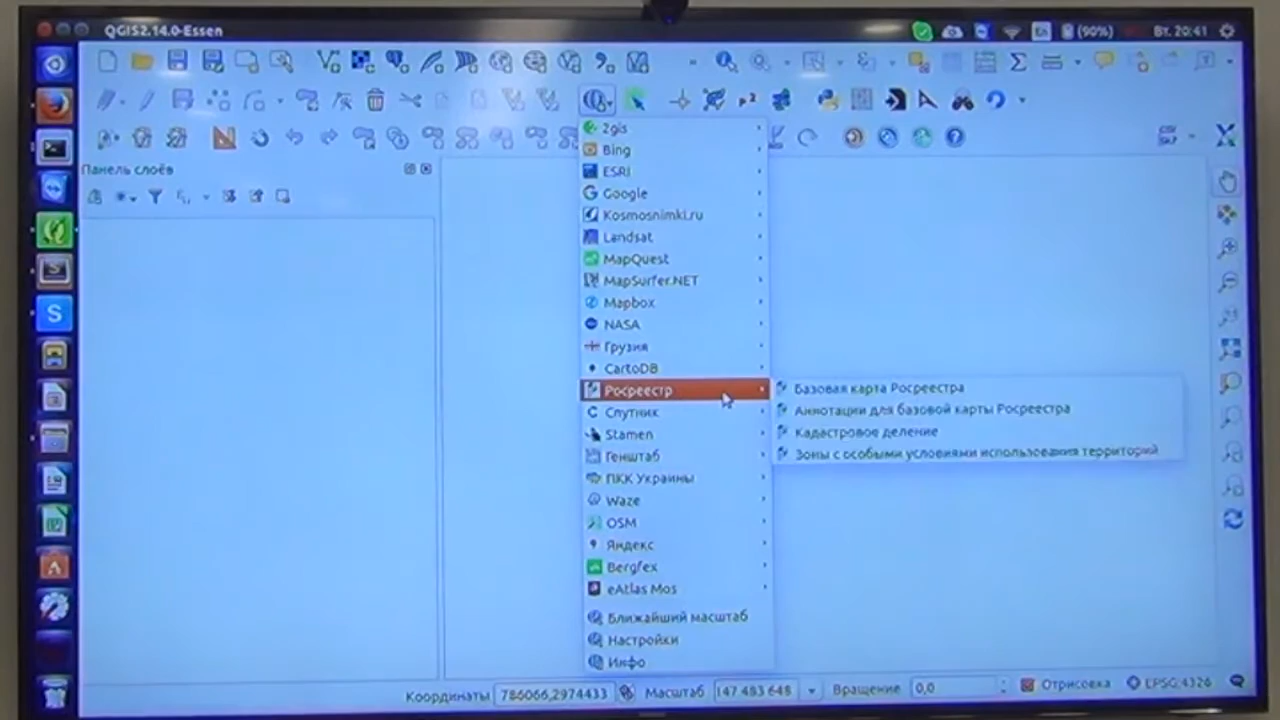 QGIS2.14.0-Essen
(90%)
Вт. 20:41
Панель слоёв
2gis
Bing
ESRI
Google
Kosmosnimki.ru
Landsat
MapQuest
MapSurfer.NET
Mapbox
NASA
Грузия
CartoDB
Росреестр
Базовая карта Росреестра
Аннотации для базовой карты Росреестра
Кадастровое деление
Зоны с особыми условиями использования территорий
Спутник
Stamen
Генштаб
ПКК Украины
Waze
OSM
Яндекс
Bergfex
eAtlas Mos
Ближайший масштаб
Настройки
Инфо
Координаты 786066,2974433 Масштаб 147 483 648 Вращение 0,0 Отрисовка EPSG:4326